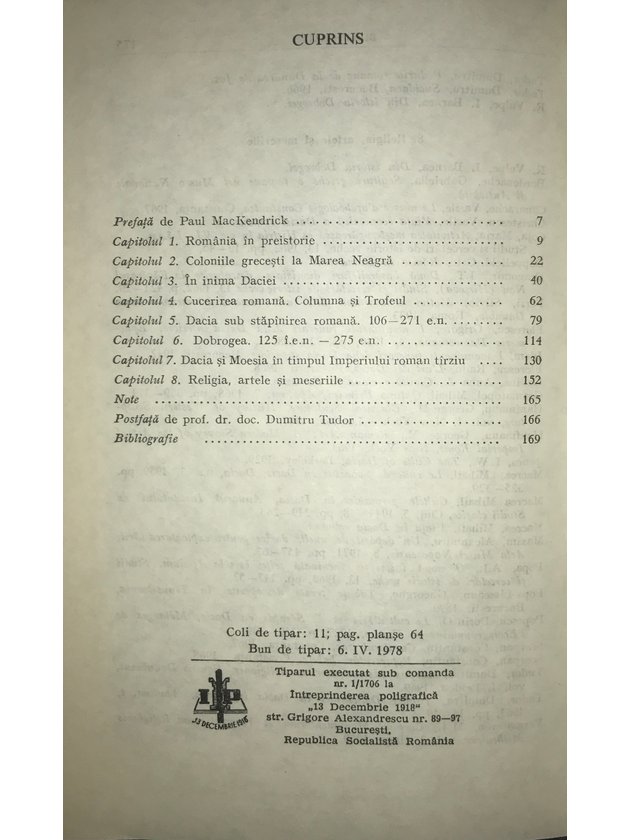 CUPRINS
Prefață de Paul MacKendrick ............................... 7
Capitolul 1. România în preistorie ........................... 9
Capitolul 2. Coloniile grecești la Marea Neagră ............... 22
Capitolul 3. În inima Daciei ................................. 40
Capitolul 4. Cucerirea romană. Columna și Trofeul .............. 62
Capitolul 5. Dacia sub stăpînirea romană. 106—271 e.n. ........ 79
Capitolul 6. Dobrogea. 125 î.e.n. — 275 e.n. ................. 114
Capitolul 7. Dacia și Moesia în timpul Imperiului roman tîrziu .... 130
Capitolul 8. Religia, artele și meseriile ....................... 152
Note .................................................. 165
Postfață de prof. dr. doc. Dumitru Tudor ..................... 166
Bibliografie ........................................... 169
Coli de tipar: 11; pag. planșe 64
Bun de tipar: 6. IV. 1978
Tiparul executat sub comanda
nr. 1/1706 la
Întreprinderea poligrafică
„13 Decembrie 1918"
str. Grigore Alexandrescu nr. 89—97
București,
Republica Socialistă România
I P
„13 DECEMBRIE 1918"